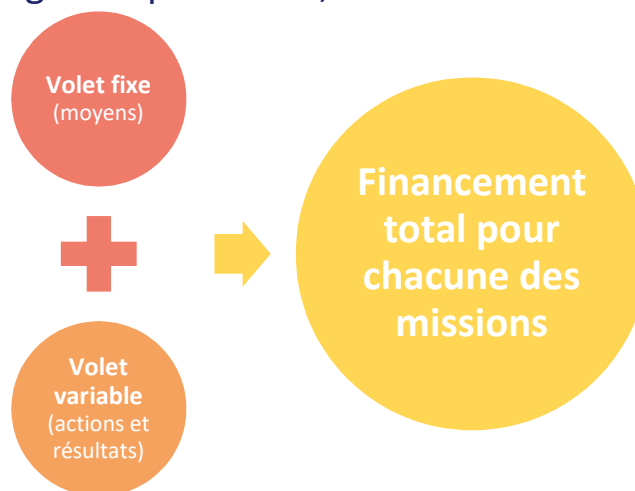 Volet fixe
(moyens)
Volet
variable
(actions et
résultats)
Financement
total pour
chacune des
missions